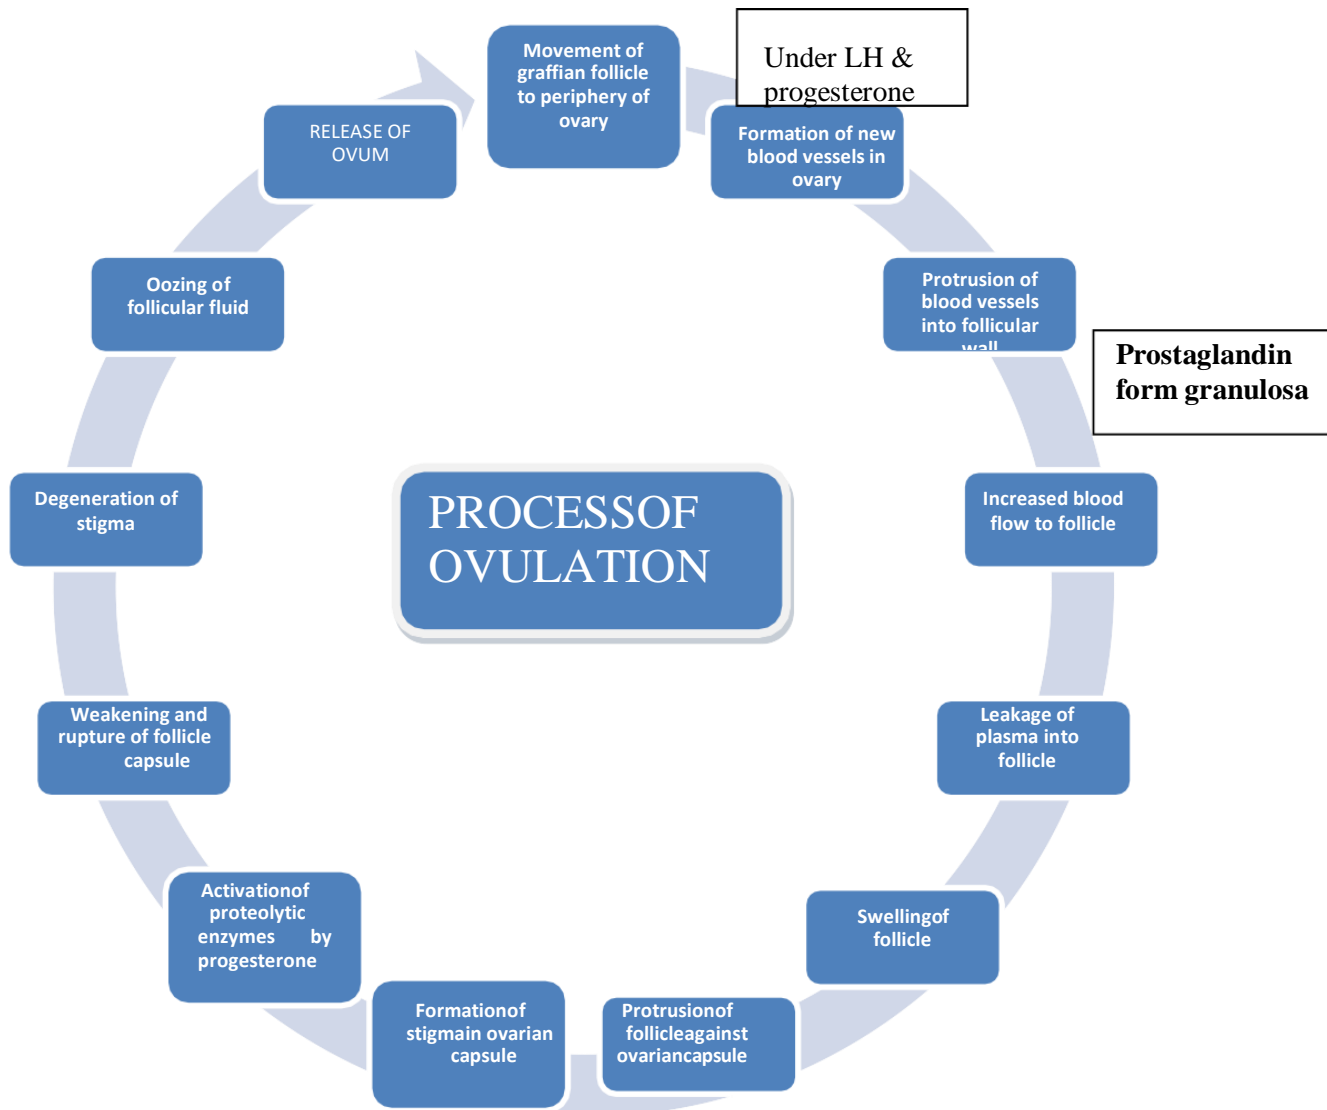 Movement of
graffian follicle
to periphery of
ovary
Under LH &
progesterone
Formation of new
blood vessels in
ovary
Protrusion of
blood vessels
into follicular
wall
Prostaglandin
form granulosa
Increased blood
flow to follicle
Leakage of
plasma into
follicle
Swellingof
follicle
Protrusionof
follicleagainst
ovariancapsule
Formationof
stigmain ovarian
capsule
Activationof
proteolytic
enzymes by
progesterone
Weakening and
rupture of follicle
capsule
Degeneration of
stigma
Oozing of
follicular fluid
RELEASE OF
OVUM
PROCESSOF
OVULATION